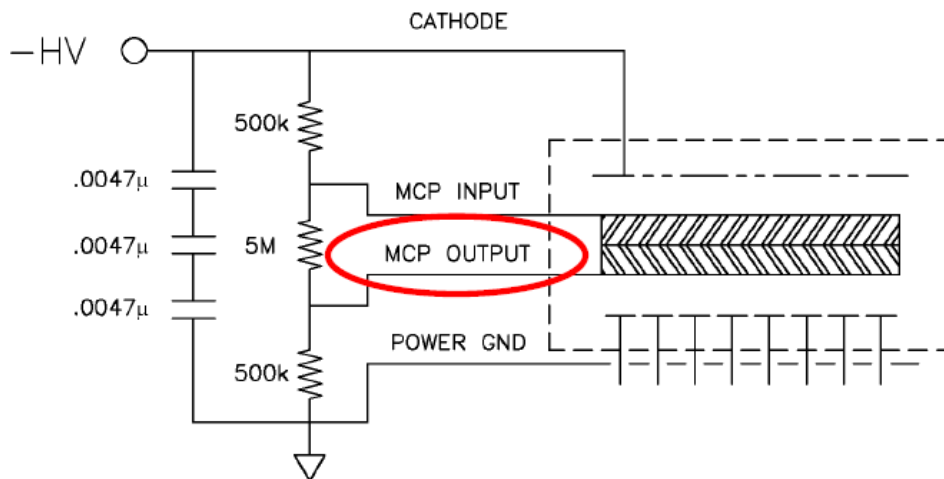 CATHODE
-HV
500k
.0047µ
MCP INPUT
.0047µ
5M
MCP OUTPUT
.0047µ
POWER GND
500k